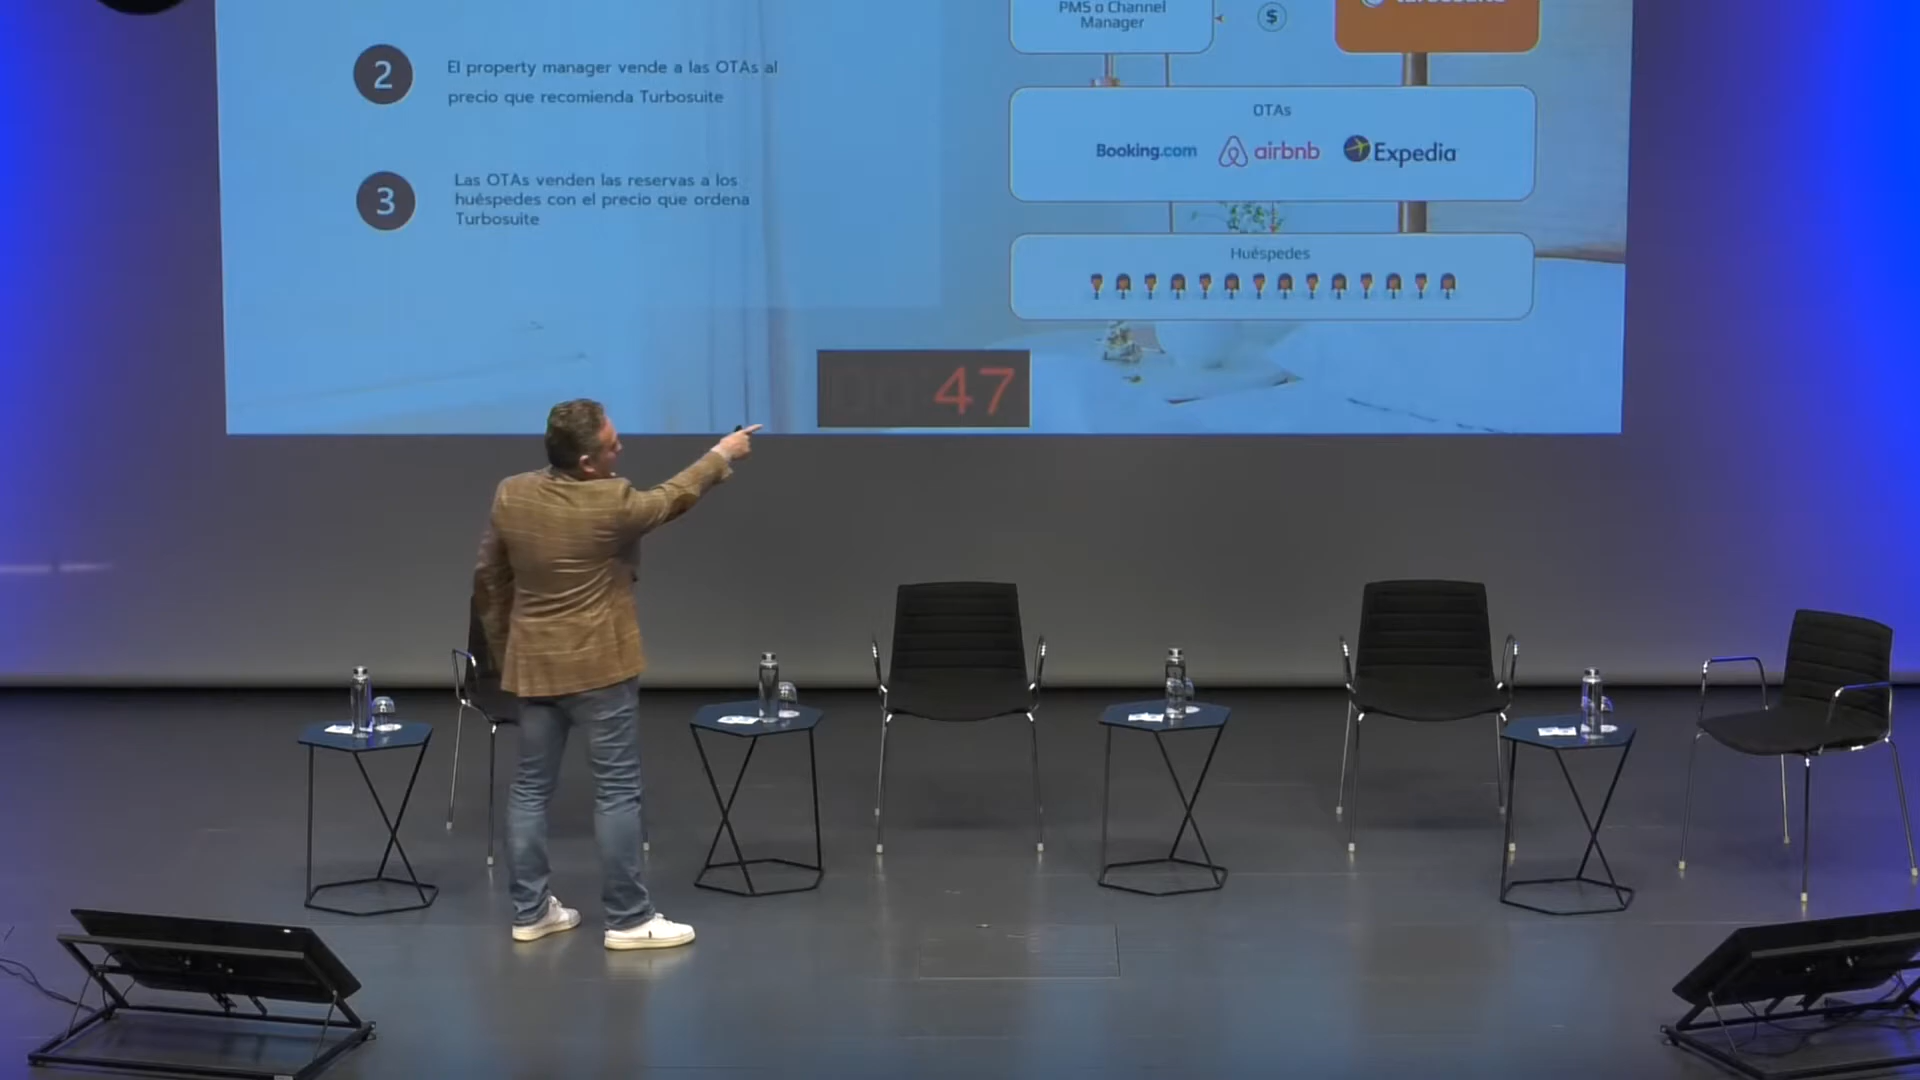 PMS o Channel
Manager
$
2
El property manager vende a las OTAs al
precio que recomienda Turbosuite
OTAs
Booking.com
airbnb
Expedia
3
Las OTAs venden las reservas a los
huéspedes con el precio que ordena
Turbosuite
Huéspedes
00:47